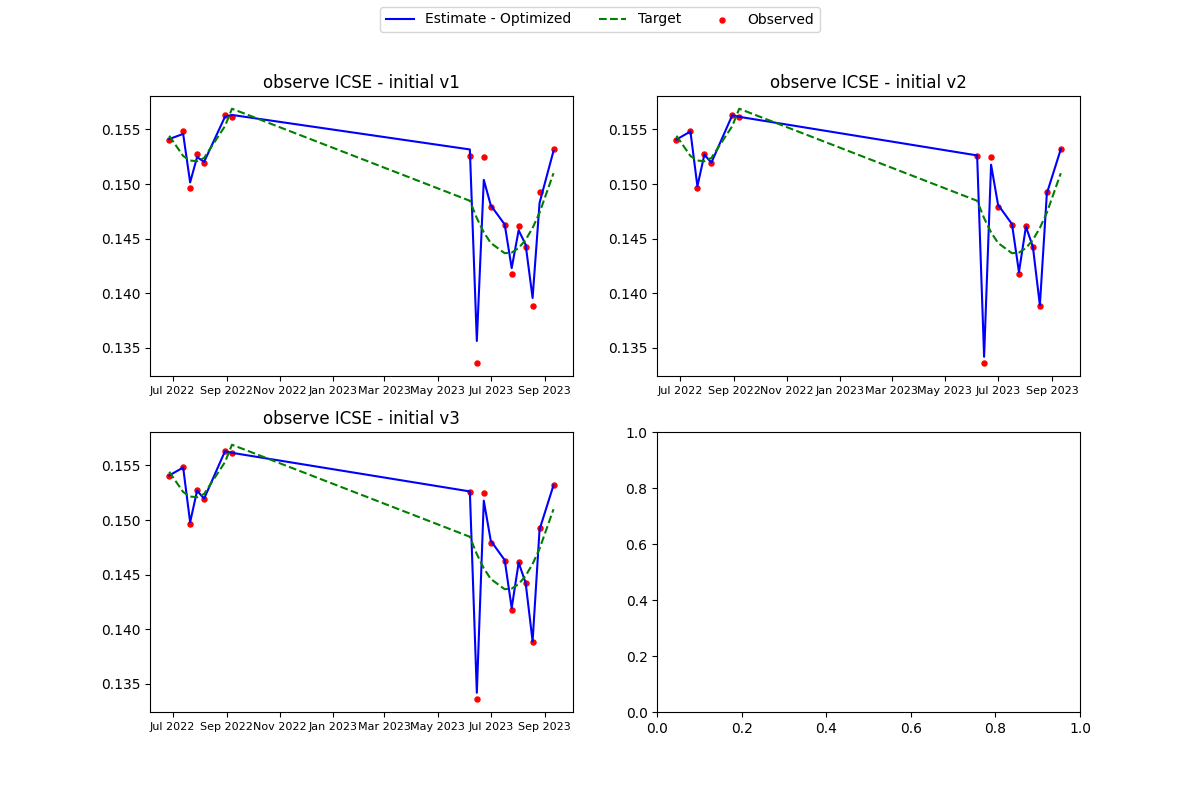 Estimate - Optimized Target Observed
observe ICSE - initial v1
0.155
0.150
0.145
0.140
0.135
Jul 2022 Sep 2022 Nov 2022 Jan 2023 Mar 2023 May 2023 Jul 2023 Sep 2023
observe ICSE - initial v2
0.155
0.150
0.145
0.140
0.135
Jul 2022 Sep 2022 Nov 2022 Jan 2023 Mar 2023 May 2023 Jul 2023 Sep 2023
observe ICSE - initial v3
0.155
0.150
0.145
0.140
0.135
Jul 2022 Sep 2022 Nov 2022 Jan 2023 Mar 2023 May 2023 Jul 2023 Sep 2023
1.0
0.8
0.6
0.4
0.2
0.0
0.0 0.2 0.4 0.6 0.8 1.0